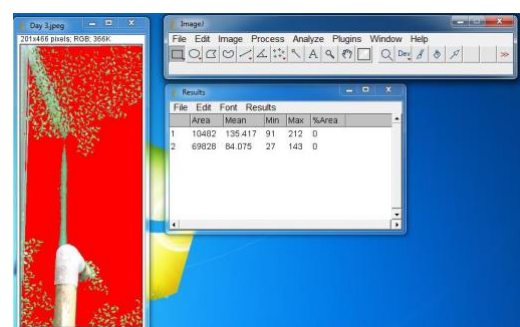 Day 3.jpeg
201x466 pixels; RGB; 366K
ImageJ
File Edit Image Process Analyze Plugins Window Help
A Dev >>
Results
File Edit Font Results
Area Mean Min Max %Area
1 10482 135.417 91 212 0
2 69828 84.075 27 143 0